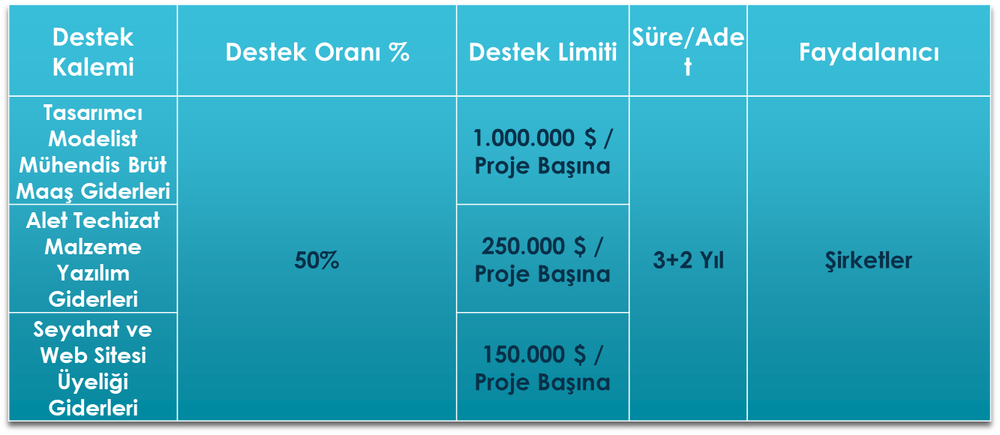 Destek
Kalemi
Destek Oranı %
Destek Limiti
Süre/Ade
t
Faydalanıcı
Tasarımcı
Modelist
Mühendis Brüt
Maaş Giderleri
50%
1.000.000 $ /
Proje Başına
3+2 Yıl
Şirketler
Alet Techizat
Malzeme
Yazılım
Giderleri
250.000 $ /
Proje Başına
Seyahat ve
Web Sitesi
Üyeliği
Giderleri
150.000 $ /
Proje Başına